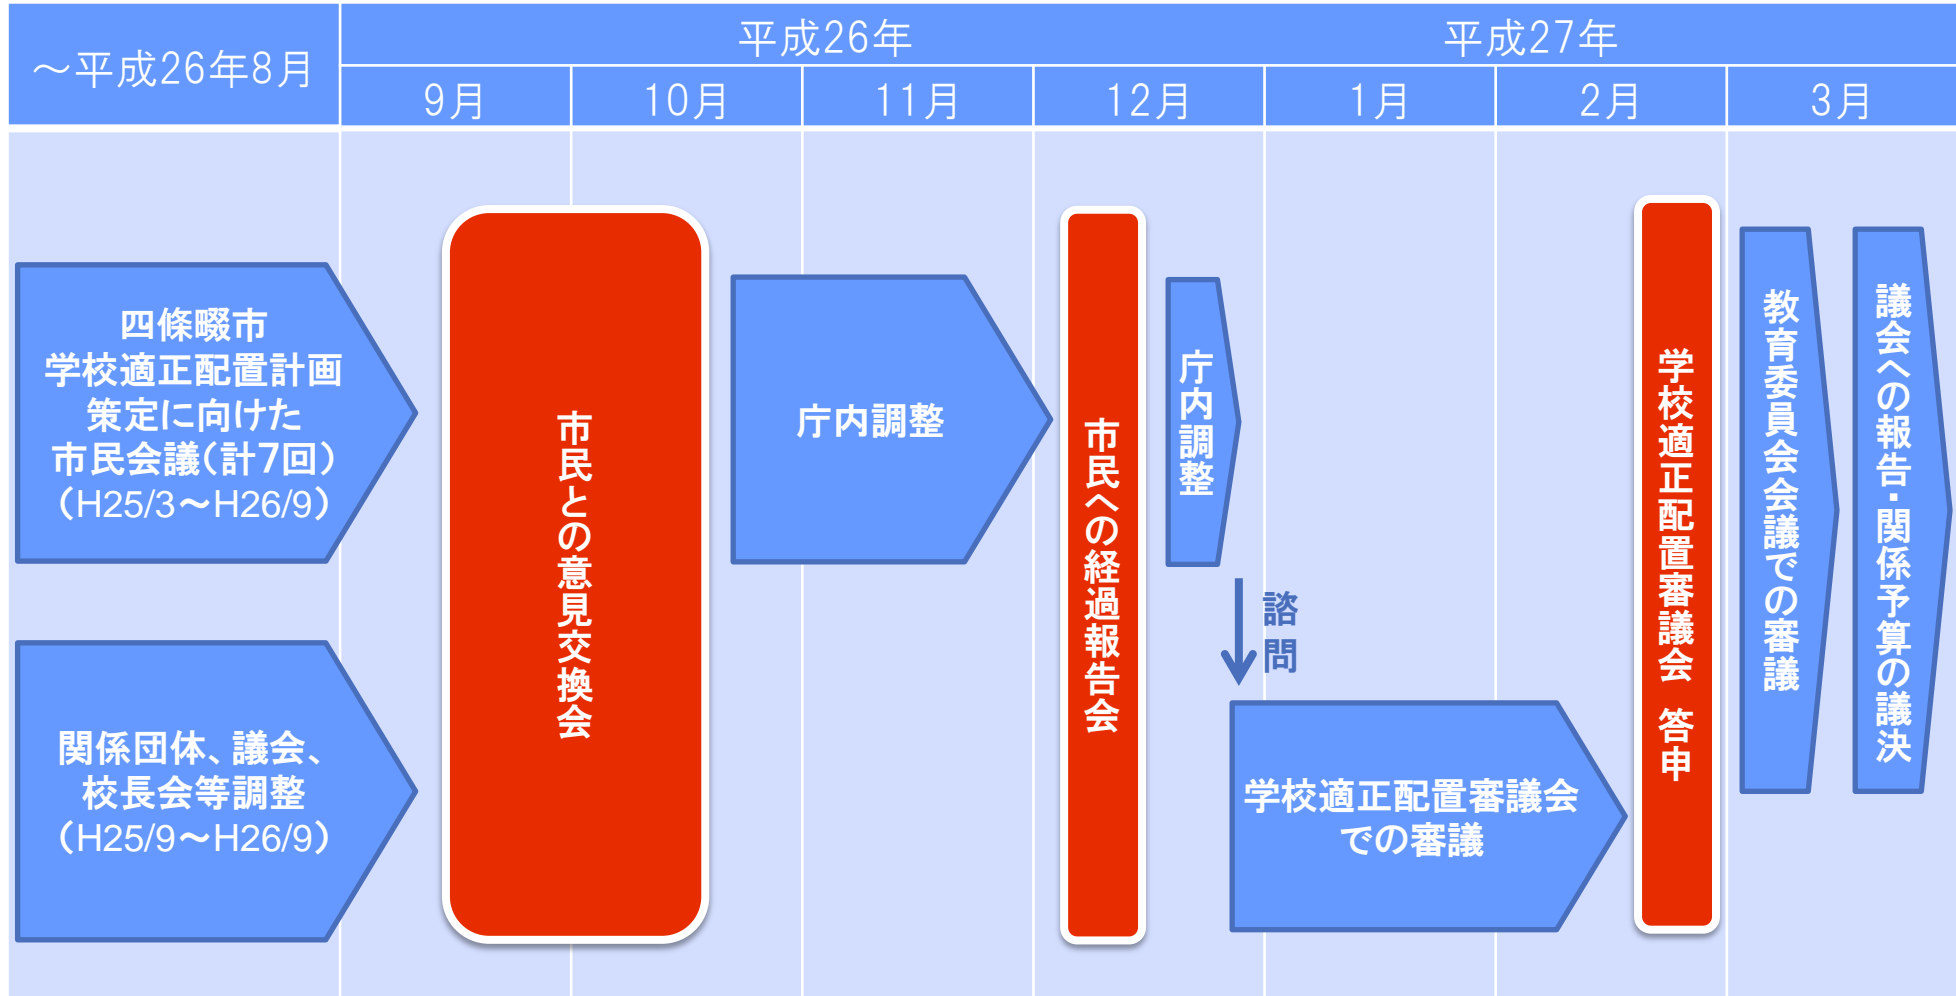 ～平成26年8月
平成26年
平成27年
9月
10月
11月
12月
1月
2月
3月
四條畷市
学校適正配置計画
策定に向けた
市民会議（計7回）
（H25/3～H26/9）
関係団体、議会、
校長会等調整
（H25/9～H26/9）
市民との意見交換会
庁内調整
市民への経過報告会
庁内調整
諮問
学校適正配置審議会
での審議
学校適正配置審議会　答申
教育委員会会議での審議
議会への報告・関係予算の議決